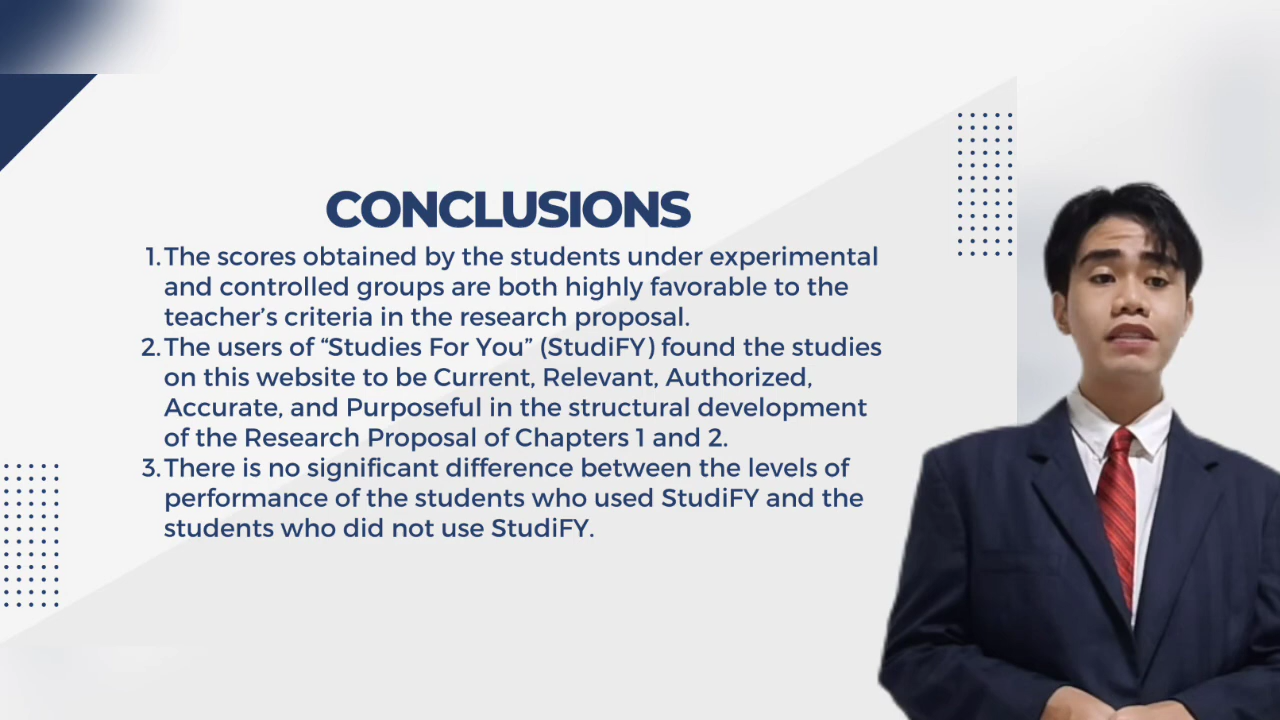 CONCLUSIONS
1. The scores obtained by the students under experimental
and controlled groups are both highly favorable to the
teacher’s criteria in the research proposal.
2. The users of “Studies For You” (StudiFY) found the studies
on this website to be Current, Relevant, Authorized,
Accurate, and Purposeful in the structural development
of the Research Proposal of Chapters 1 and 2.
3. There is no significant difference between the levels of
performance of the students who used StudiFY and the
students who did not use StudiFY.